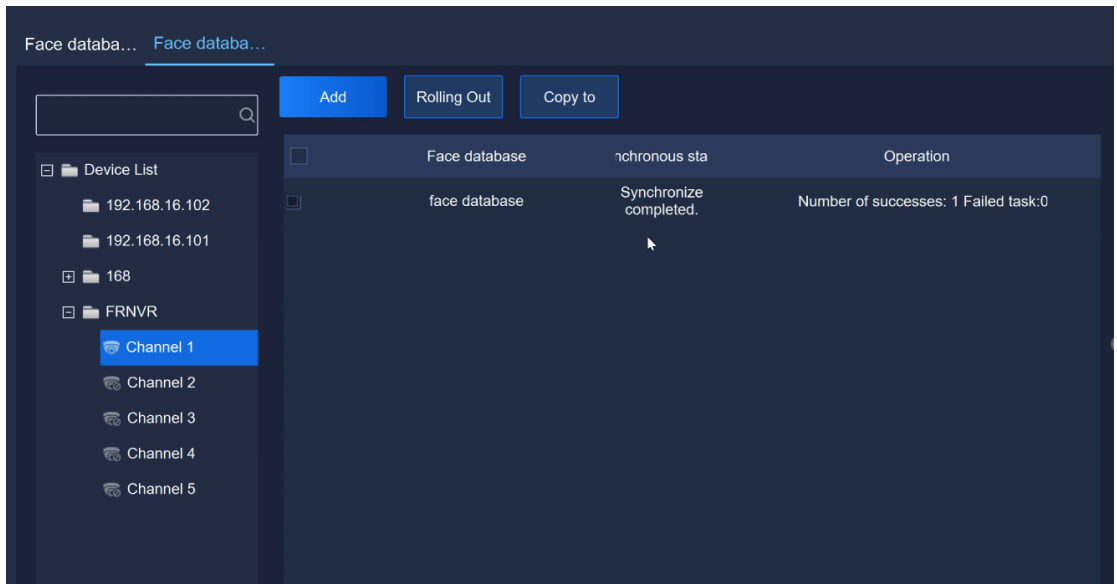 Face databa… Face databa…
Add Rolling Out Copy to
Face database nchronous sta Operation
face database Synchronize completed. Number of successes: 1 Failed task:0
Device List
192.168.16.102
192.168.16.101
168
FRNVR
Channel 1
Channel 2
Channel 3
Channel 4
Channel 5